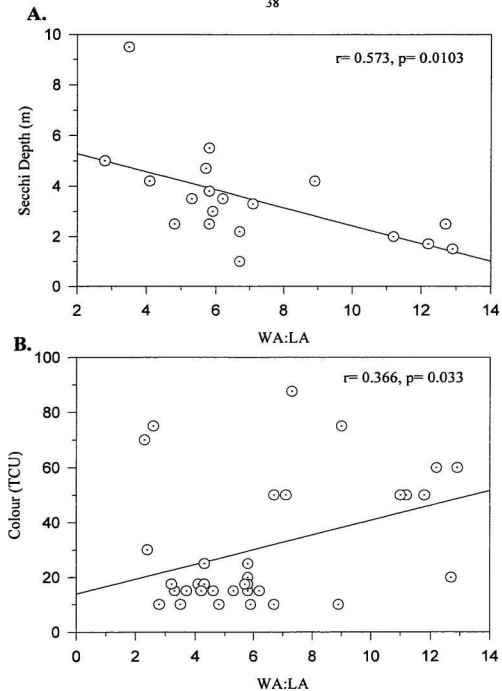 38
A.
r= 0.573, p= 0.0103
Secchi Depth (m)
10
8
6
4
2
0
2 4 6 8 10 12 14
WA:LA
B.
r= 0.366, p= 0.033
Colour (TCU)
100
80
60
40
20
0
0 2 4 6 8 10 12 14
WA:LA